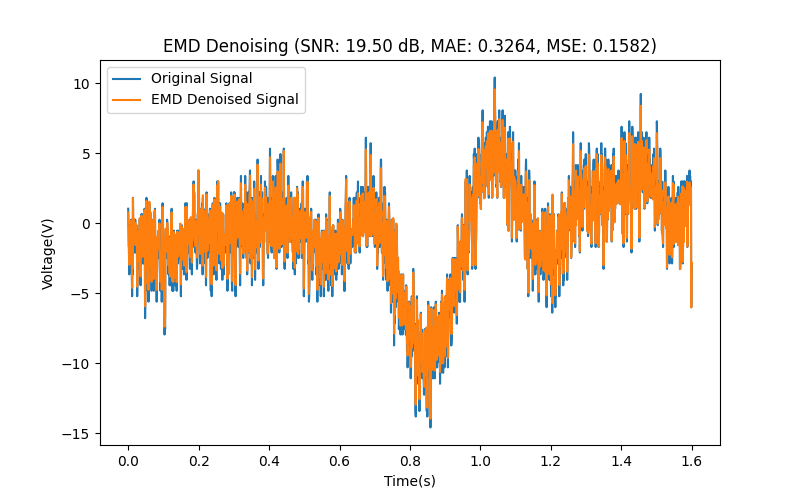 EMD Denoising (SNR: 19.50 dB, MAE: 0.3264, MSE: 0.1582)
Original Signal
EMD Denoised Signal
10
5
0
−5
−10
−15
Voltage(V)
0.0 0.2 0.4 0.6 0.8 1.0 1.2 1.4 1.6
Time(s)